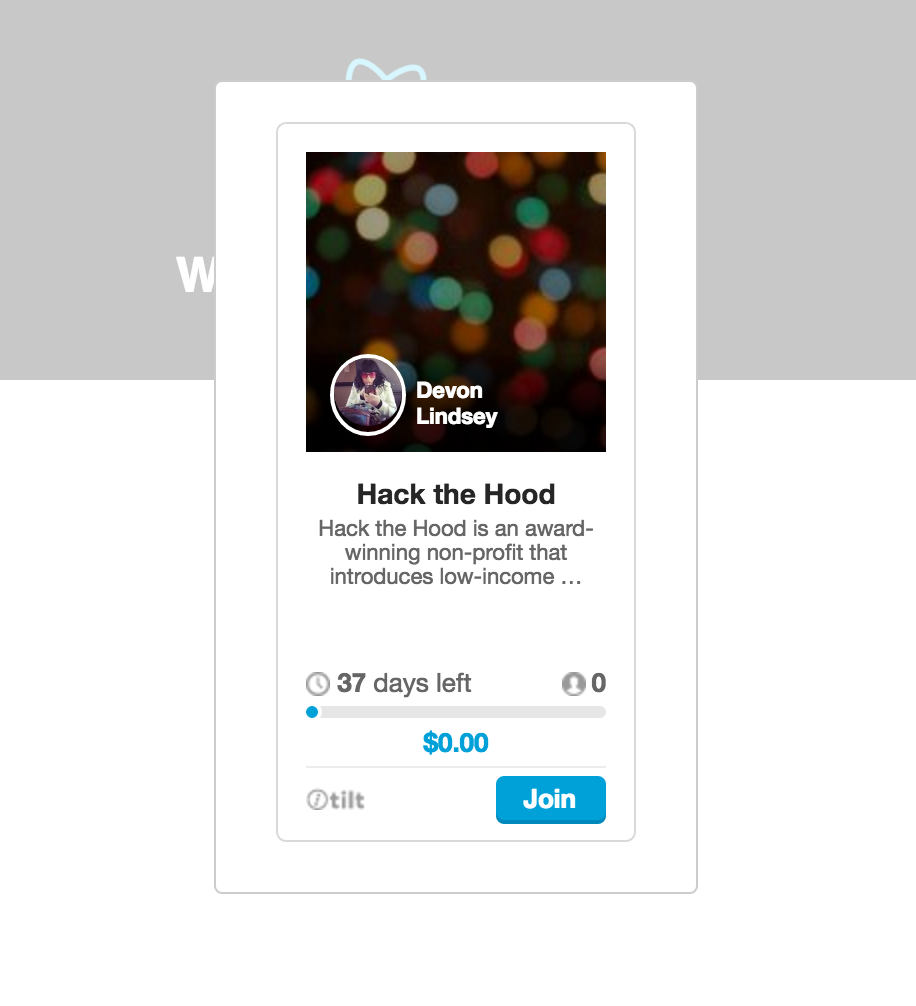 W
Devon
Lindsey
Hack the Hood
Hack the Hood is an award-
winning non-profit that
introduces low-income …
37 days left
0
$0.00
tilt
Join